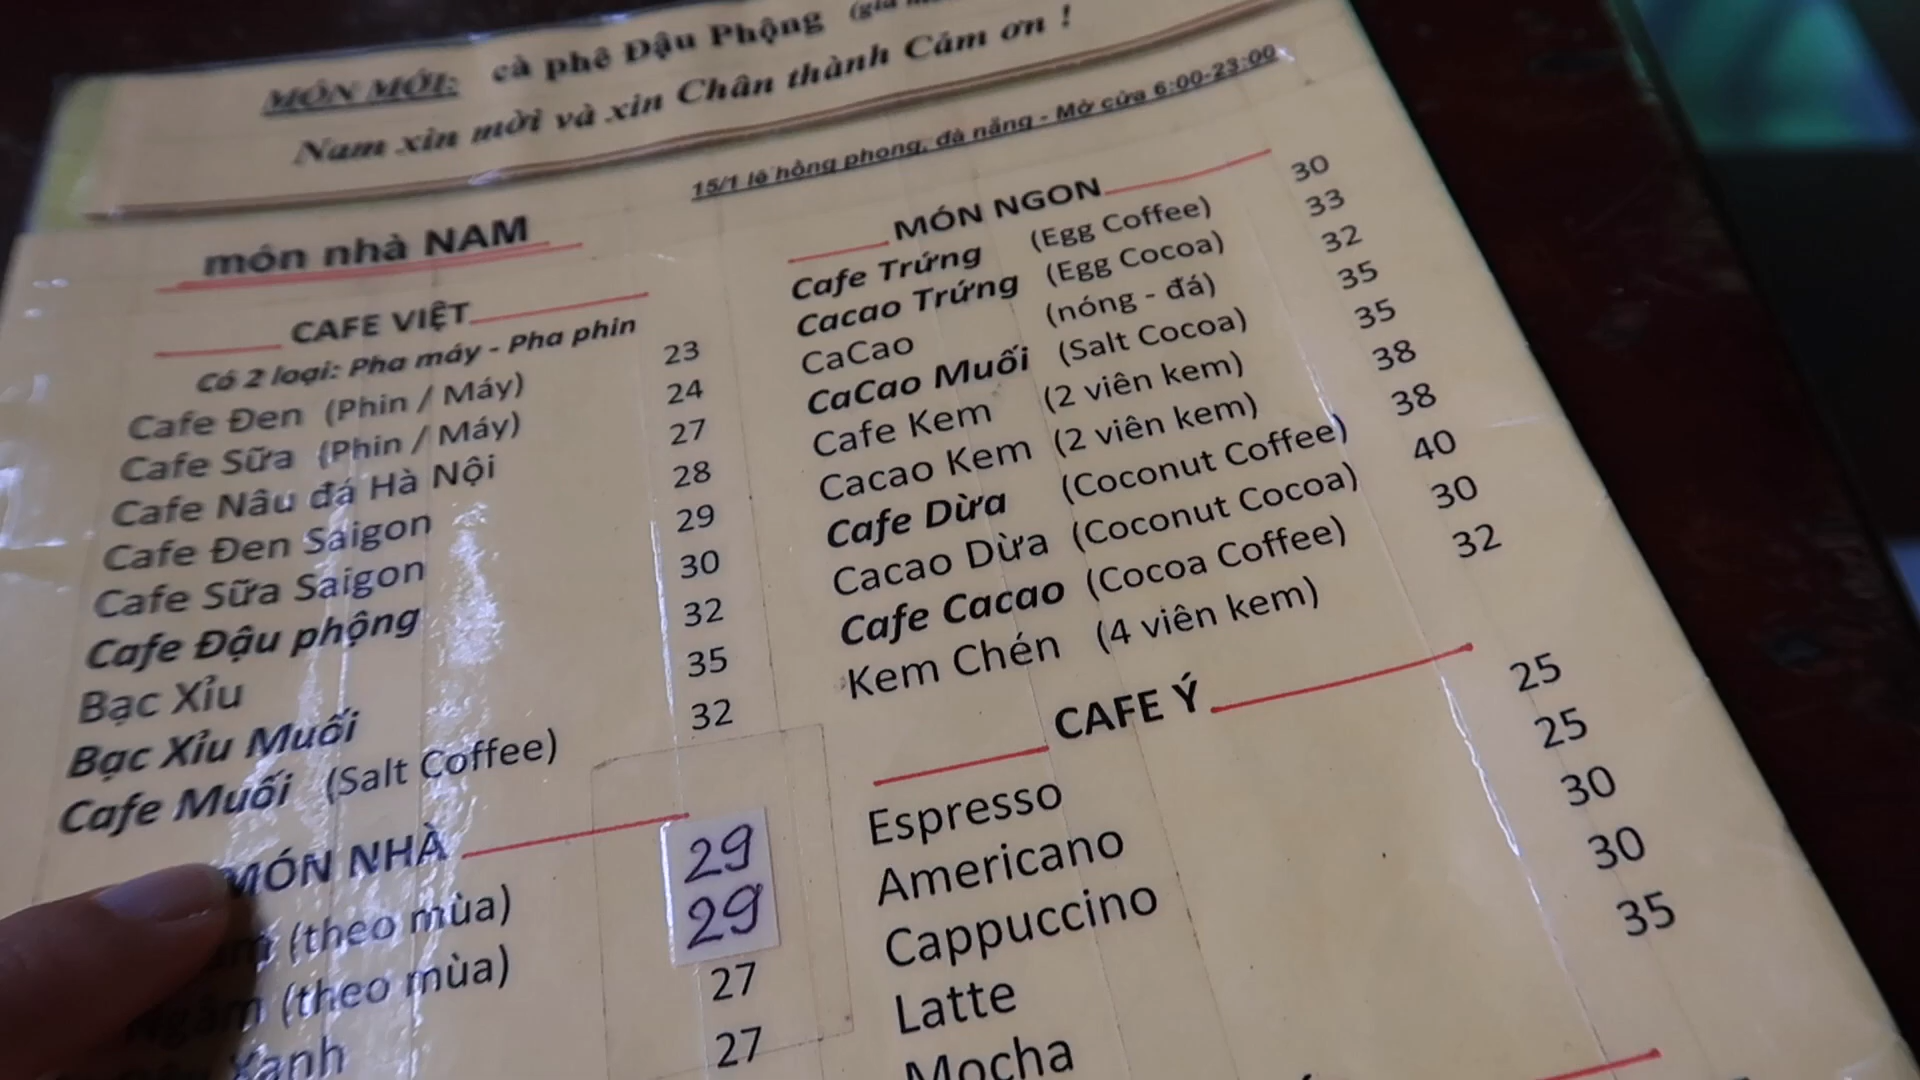 MÓN MỚI: cà phê Đậu Phộng
Nam xin mời và xin Chân thành Cảm ơn !
15/1 lê hồng phong, đà nẵng - Mở cửa 6:00-23:00
món nhà NAM
CAFE VIỆT
Có 2 loại: Pha máy - Pha phin
Cafe Đen (Phin / Máy) 23
Cafe Sữa (Phin / Máy) 24
Cafe Nâu đá Hà Nội 27
Cafe Đen Saigon 28
Cafe Sữa Saigon 29
Cafe Đậu phộng 30
Bạc Xỉu 32
Bạc Xỉu Muối 35
Cafe Muối (Salt Coffee) 32
MÓN NHÀ
(theo mùa) 29
(theo mùa) 29
Xanh 27
27
MÓN NGON
Cafe Trứng (Egg Coffee) 30
Cacao Trứng (Egg Cocoa) 33
CaCao (nóng - đá) 32
CaCao Muối (Salt Cocoa) 35
Cafe Kem (2 viên kem) 35
Cacao Kem (2 viên kem) 38
Cafe Dừa (Coconut Coffee) 38
Cacao Dừa (Coconut Cocoa) 40
Cafe Cacao (Cocoa Coffee) 30
Kem Chén (4 viên kem) 32
CAFE Ý
Espresso 25
Americano 25
Cappuccino 30
Latte 30
Mocha 35